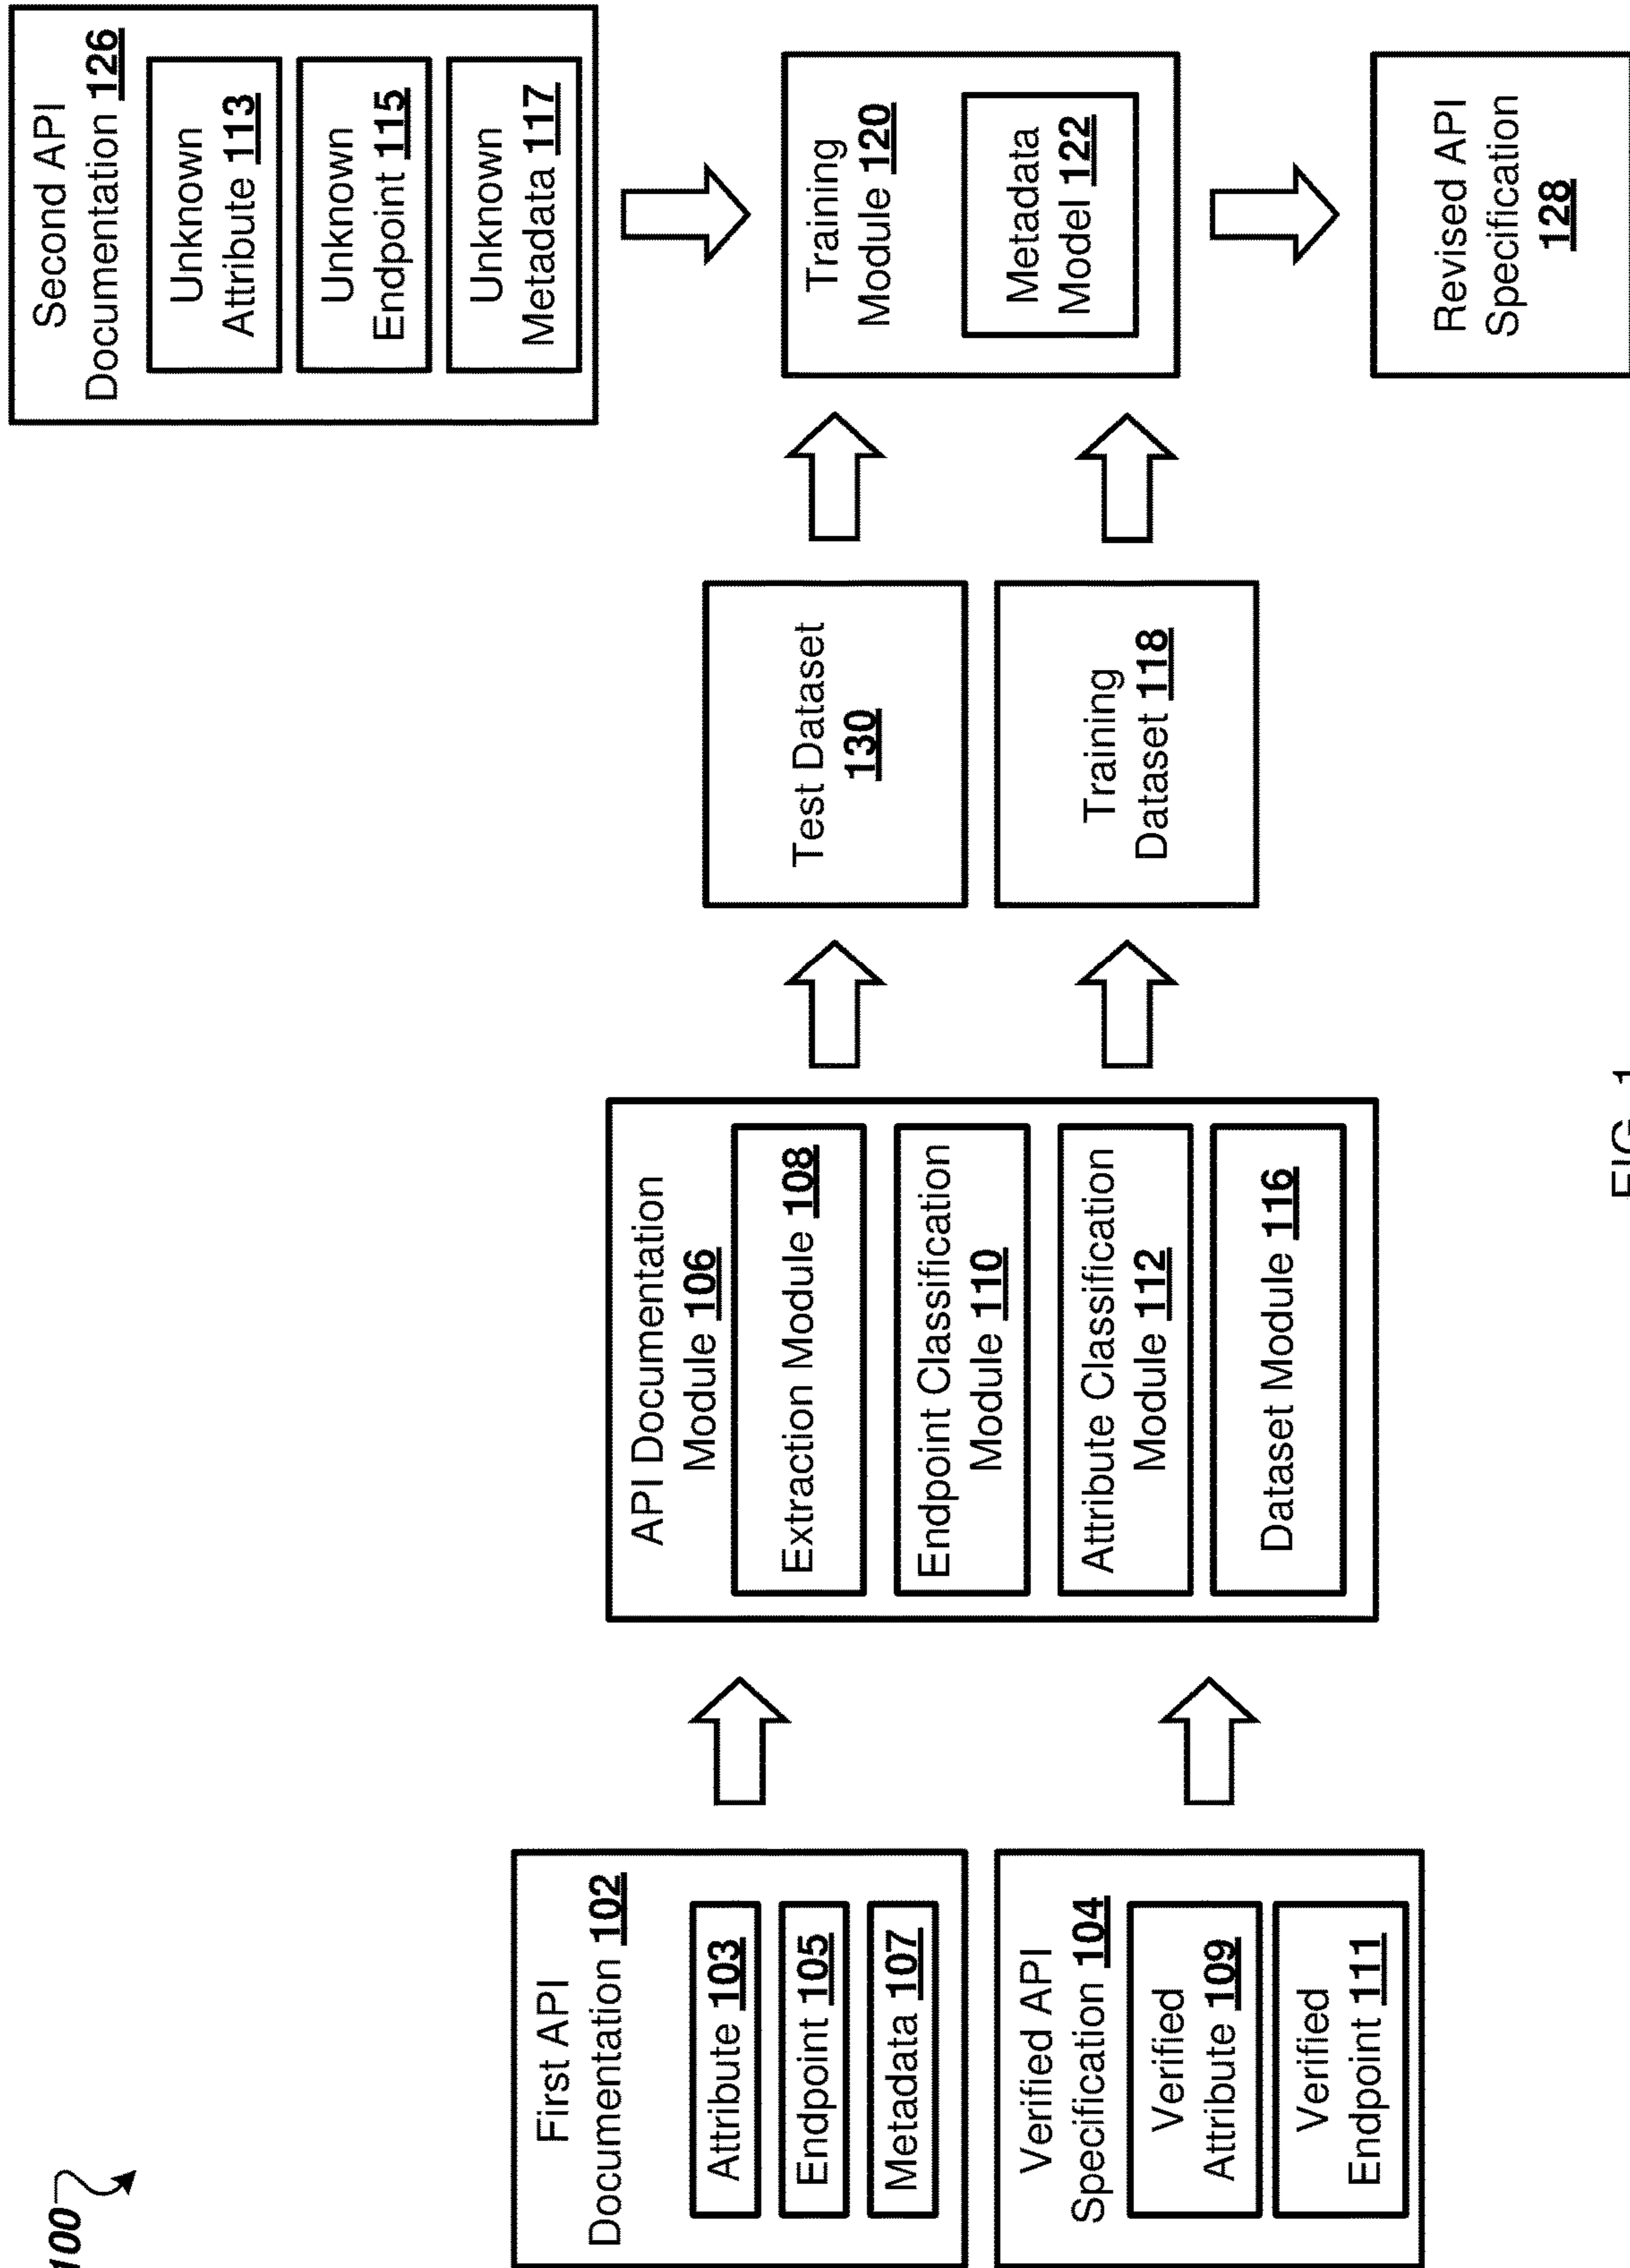 100
First API
Documentation 102
Attribute 103
Endpoint 105
Metadata 107
Verified API
Specification 104
Verified
Attribute 109
Verified
Endpoint 111
API Documentation
Module 106
Extraction Module 108
Endpoint Classification
Module 110
Attribute Classification
Module 112
Dataset Module 116
Test Dataset
130
Training
Dataset 118
Second API
Documentation 126
Unknown
Attribute 113
Unknown
Endpoint 115
Unknown
Metadata 117
Training
Module 120
Metadata
Model 122
Revised API
Specification
128
FIG. 1